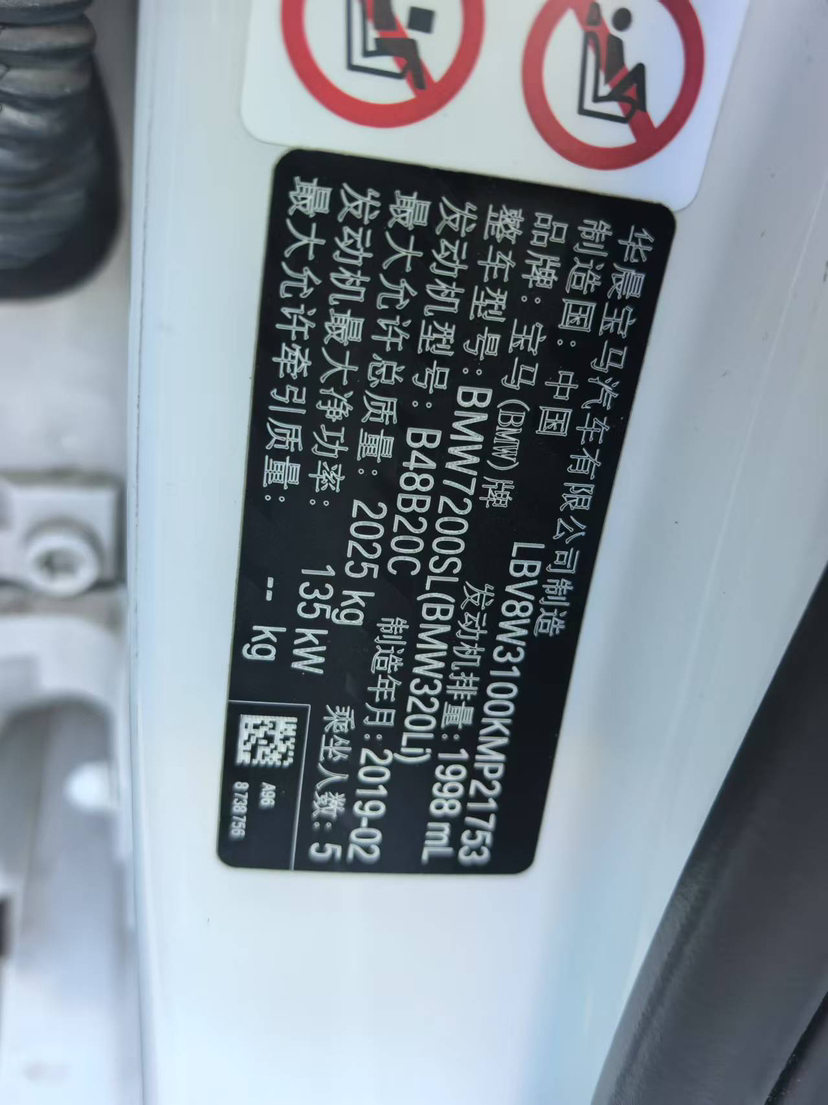 华晨宝马汽车有限公司制造
制造国：中国 LBV8W3100KMP21753
品牌：宝马(BMW)牌 发动机排量：1998 mL
整车型号：BMW7200SL(BMW320Li)
发动机型号：B48B20C 制造年月：2019-02
最大允许总质量：2025 kg 乘坐人数：5
发动机最大净功率：135 kW
最大允许牵引质量： -- kg
A96
8 738 756